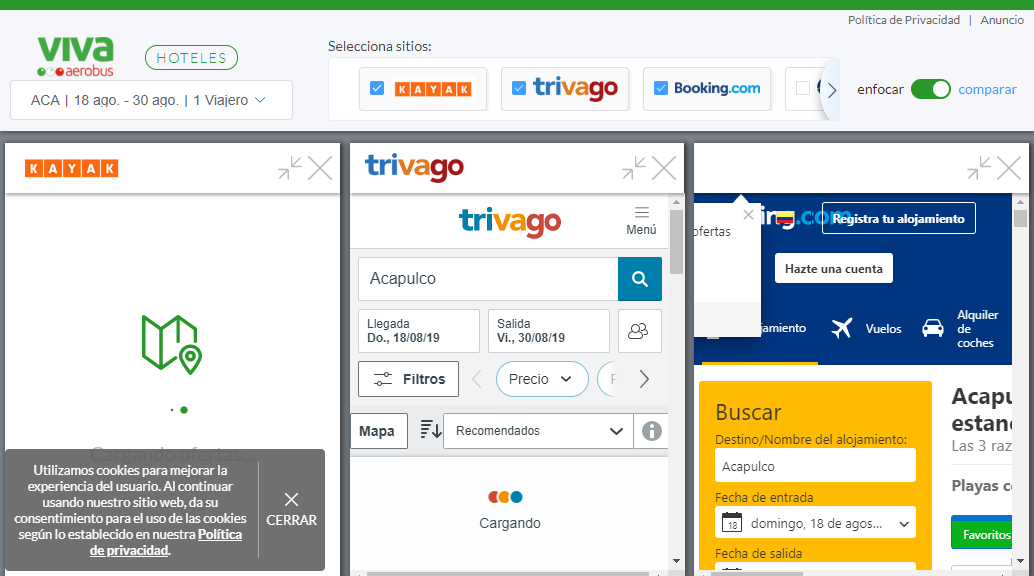 Política de Privacidad | Anuncio
viva
aerobus
HOTELES
ACA | 18 ago. - 30 ago. | 1 Viajero
Selecciona sitios:
KAYAK
trivago
Booking.com
enfocar
comparar
KAYAK
Cargando ofertas...
Utilizamos cookies para mejorar la
experiencia del usuario. Al continuar
usando nuestro sitio web, da su
consentimiento para el uso de las cookies
según lo establecido en nuestra Política
de privacidad.
CERRAR
trivago
trivago
Menú
Acapulco
Llegada
Do., 18/08/19
Salida
Vi., 30/08/19
Filtros
Precio
Mapa
Recomendados
Cargando
ing.com
Registra tu alojamiento
ofertas
Hazte una cuenta
jamiento
Vuelos
Alquiler
de
coches
Buscar
Destino/Nombre del alojamiento:
Acapulco
Fecha de entrada
18
domingo, 18 de agos...
Fecha de salida
Acapu
estan
Las 3 raz
Playas c
Favoritos